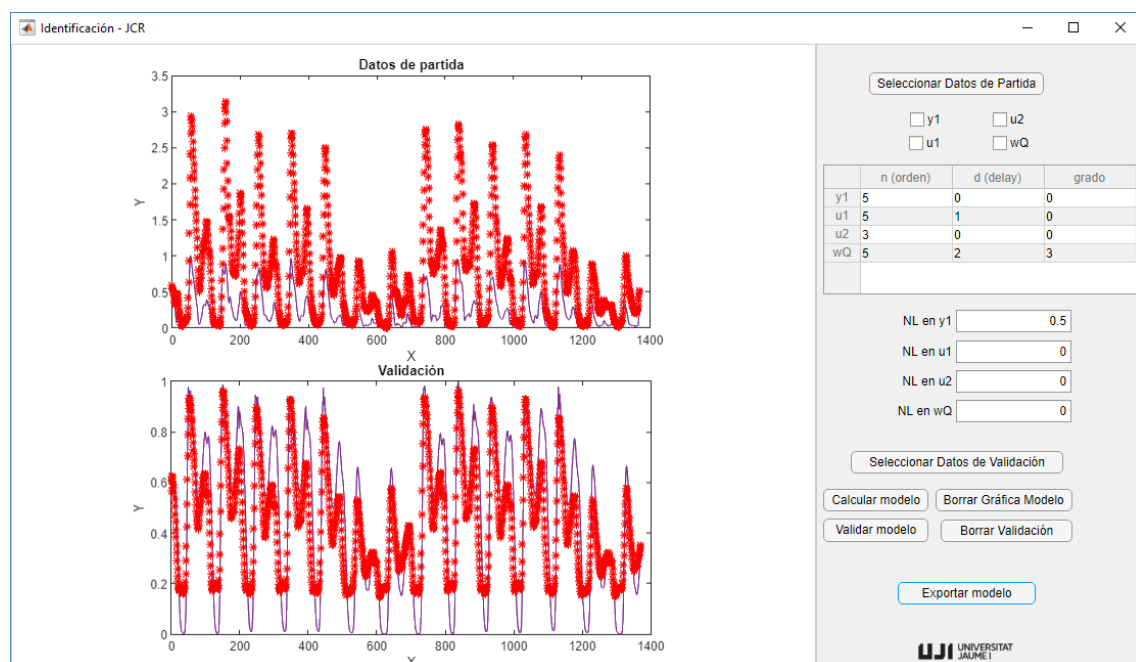 Identificación - JCR
Datos de partida
3.5
3
2.5
2
1.5
1
0.5
0
Y
0 200 400 600 800 1000 1200 1400
X
Validación
1
0.8
0.6
0.4
0.2
0
Y
0 200 400 600 800 1000 1200 1400
X
Seleccionar Datos de Partida
y1 u2
u1 wQ
n (orden) d (delay) grado
y1 5 0 0
u1 5 1 0
u2 3 0 0
wQ 5 2 3
NL en y1 0.5
NL en u1 0
NL en u2 0
NL en wQ 0
Seleccionar Datos de Validación
Calcular modelo Borrar Gráfica Modelo
Validar modelo Borrar Validación
Exportar modelo
UJI UNIVERSITAT
JAUME I